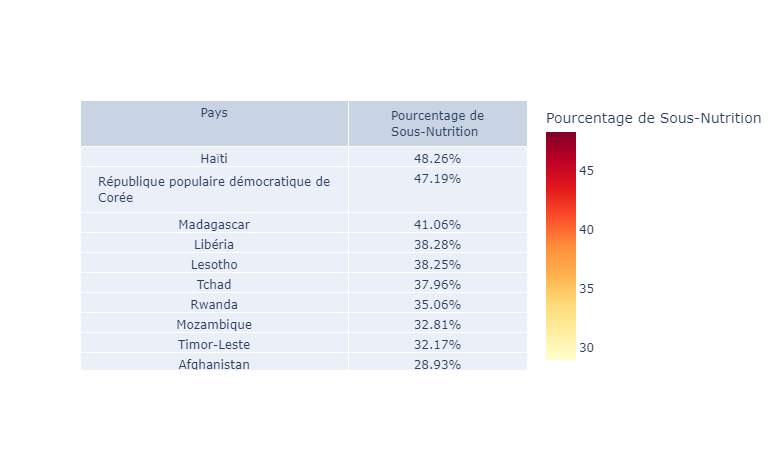 Pays
Pourcentage de
Sous-Nutrition
Haïti 48.26%
République populaire démocratique de
Corée
47.19%
Madagascar 41.06%
Libéria 38.28%
Lesotho 38.25%
Tchad 37.96%
Rwanda 35.06%
Mozambique 32.81%
Timor-Leste 32.17%
Afghanistan 28.93%
Pourcentage de Sous-Nutrition
45
40
35
30